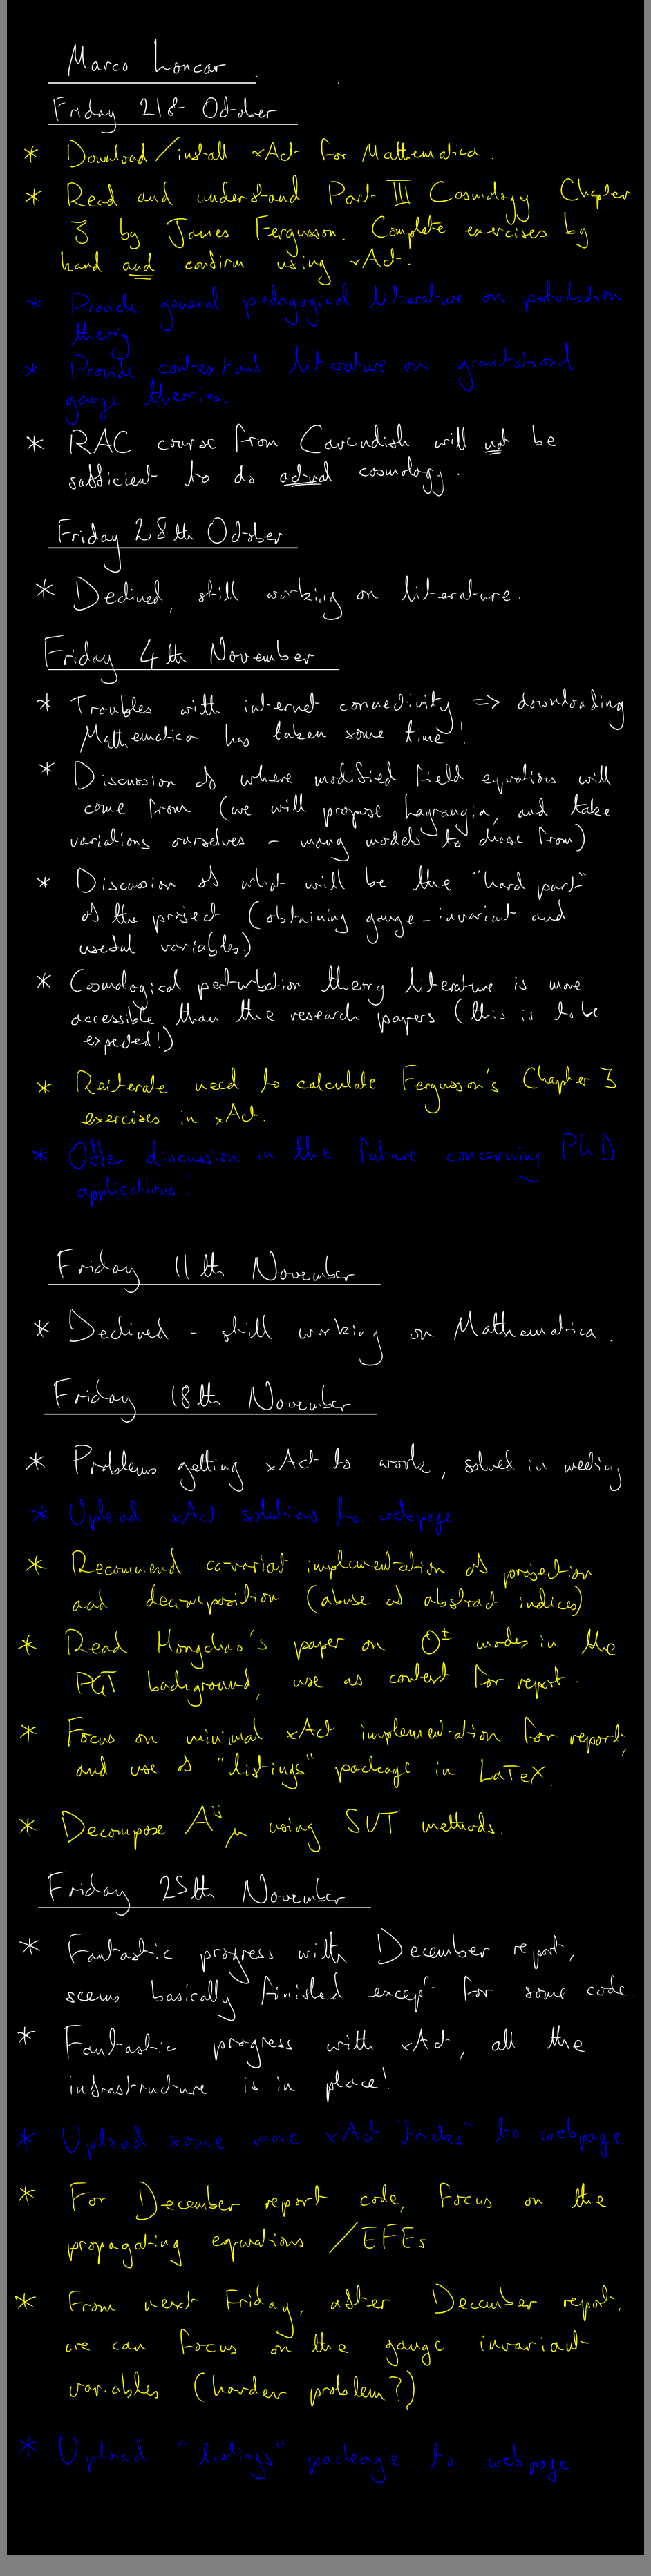 Marco Loncar
Friday 21st October
* Download/install xAct for Mathematica.
* Read and understand Part III Cosmology Chapter
3 by James Fergusson. Complete exercises by
hand and confirm using xAct.
* Provide general pedagogical literature on perturbation
theory
* Provide contextual literature on gravitational
gauge theories.
* RAC course from Cavendish will not be
sufficient to do actual cosmology.
Friday 28th October
* Declined, still working on literature.
Friday 4th November
* Troubles with internet connectivity => downloading
Mathematica has taken some time!
* Discussion of where modified field equations will
come from (we will propose Lagrangia, and take
variations ourselves - many models to chose from)
* Discussion of what will be the "hard part"
of the project (obtaining gauge-invariant and
useful variables.)
* Cosmological perturbation theory literature is more
accessible than the research papers (this is to be
expected!)
* Reiterate need to calculate Fergusson's Chapter 3
exercises in xAct.
* Offer discussion in the future concerning Ph.D
applications!
Friday 11th November
* Declined - still working on Mathematica.
Friday 18th November
* Problems getting xAct to work, solved in meeting
* Upload xAct solutions to webpage
* Recommend covariant implementation of projection
and decomposition (abuse of abstract indices)
* Read Hongchao's paper on 0± modes in the
PGT background, use as context for report.
* Focus on minimal xAct implementation for report,
and use of "listings" package in LaTeX.
* Decompose A^{ij}_μ using SVT methods.
Friday 25th November
* Fantastic progress with December report,
seems basically finished except for some code.
* Fantastic progress with xAct, all the
infrastructure is in place!
* Upload some more xAct "tricks" to webpage
* For December report code, focus on the
propagating equations /EFEs
* From next Friday, after December report,
we can focus on the gauge invariant
variables (harder problem?)
* Upload "listings" package to webpage.